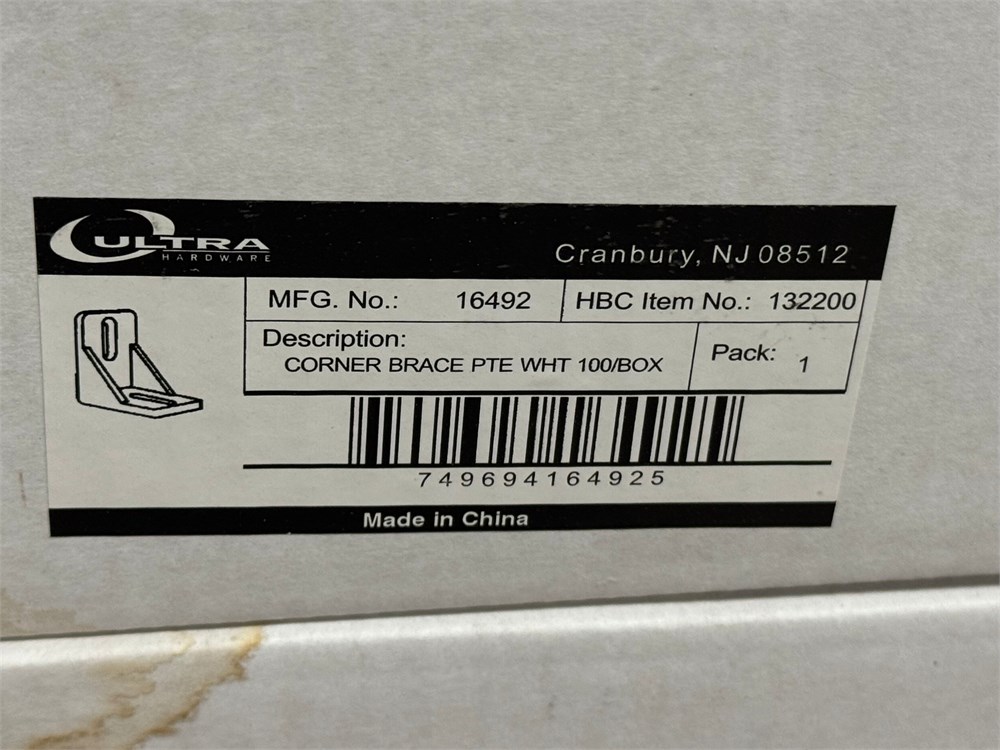 ULTRA
HARDWARE
Cranbury, NJ 08512
MFG. No.: 16492
HBC Item No.: 132200
Description:
CORNER BRACE PTE WHT 100/BOX
Pack: 1
749694164925
Made in China